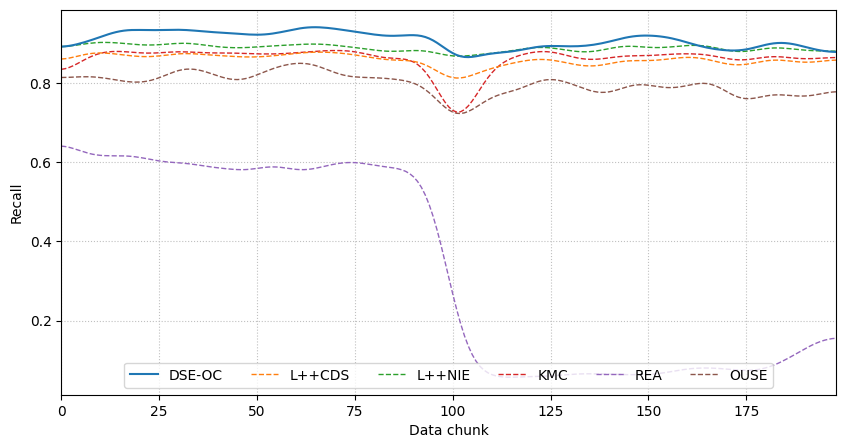 Recall
0.8
0.6
0.4
0.2
DSE-OC L++CDS L++NIE KMC REA OUSE
0 25 50 75 100 125 150 175
Data chunk